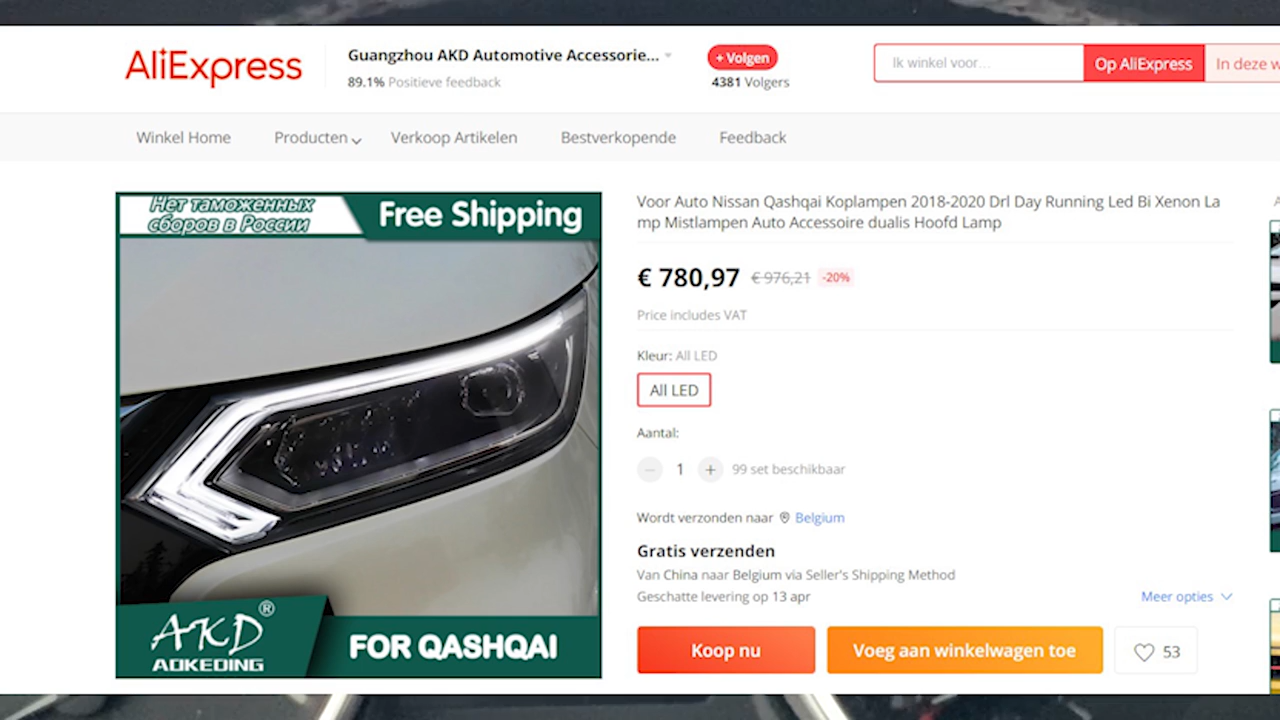 AliExpress
Guangzhou AKD Automotive Accessorie...
89.1% Positieve feedback
+ Volgen
4381 Volgers
Ik winkel voor...
Op AliExpress
In deze w
Winkel Home
Producten
Verkoop Artikelen
Bestverkopende
Feedback
Нет таможенных
сборов в России
Free Shipping
AKD®
AOKEDING
FOR QASHQAI
Voor Auto Nissan Qashqai Koplampen 2018-2020 Drl Day Running Led Bi Xenon La
mp Mistlampen Auto Accessoire dualis Hoofd Lamp
€ 780,97 € 976,21 -20%
Price includes VAT
Kleur: All LED
All LED
Aantal:
− 1 + 99 set beschikbaar
Wordt verzonden naar Belgium
Gratis verzenden
Van China naar Belgium via Seller's Shipping Method
Geschatte levering op 13 apr
Meer opties
Koop nu
Voeg aan winkelwagen toe
53